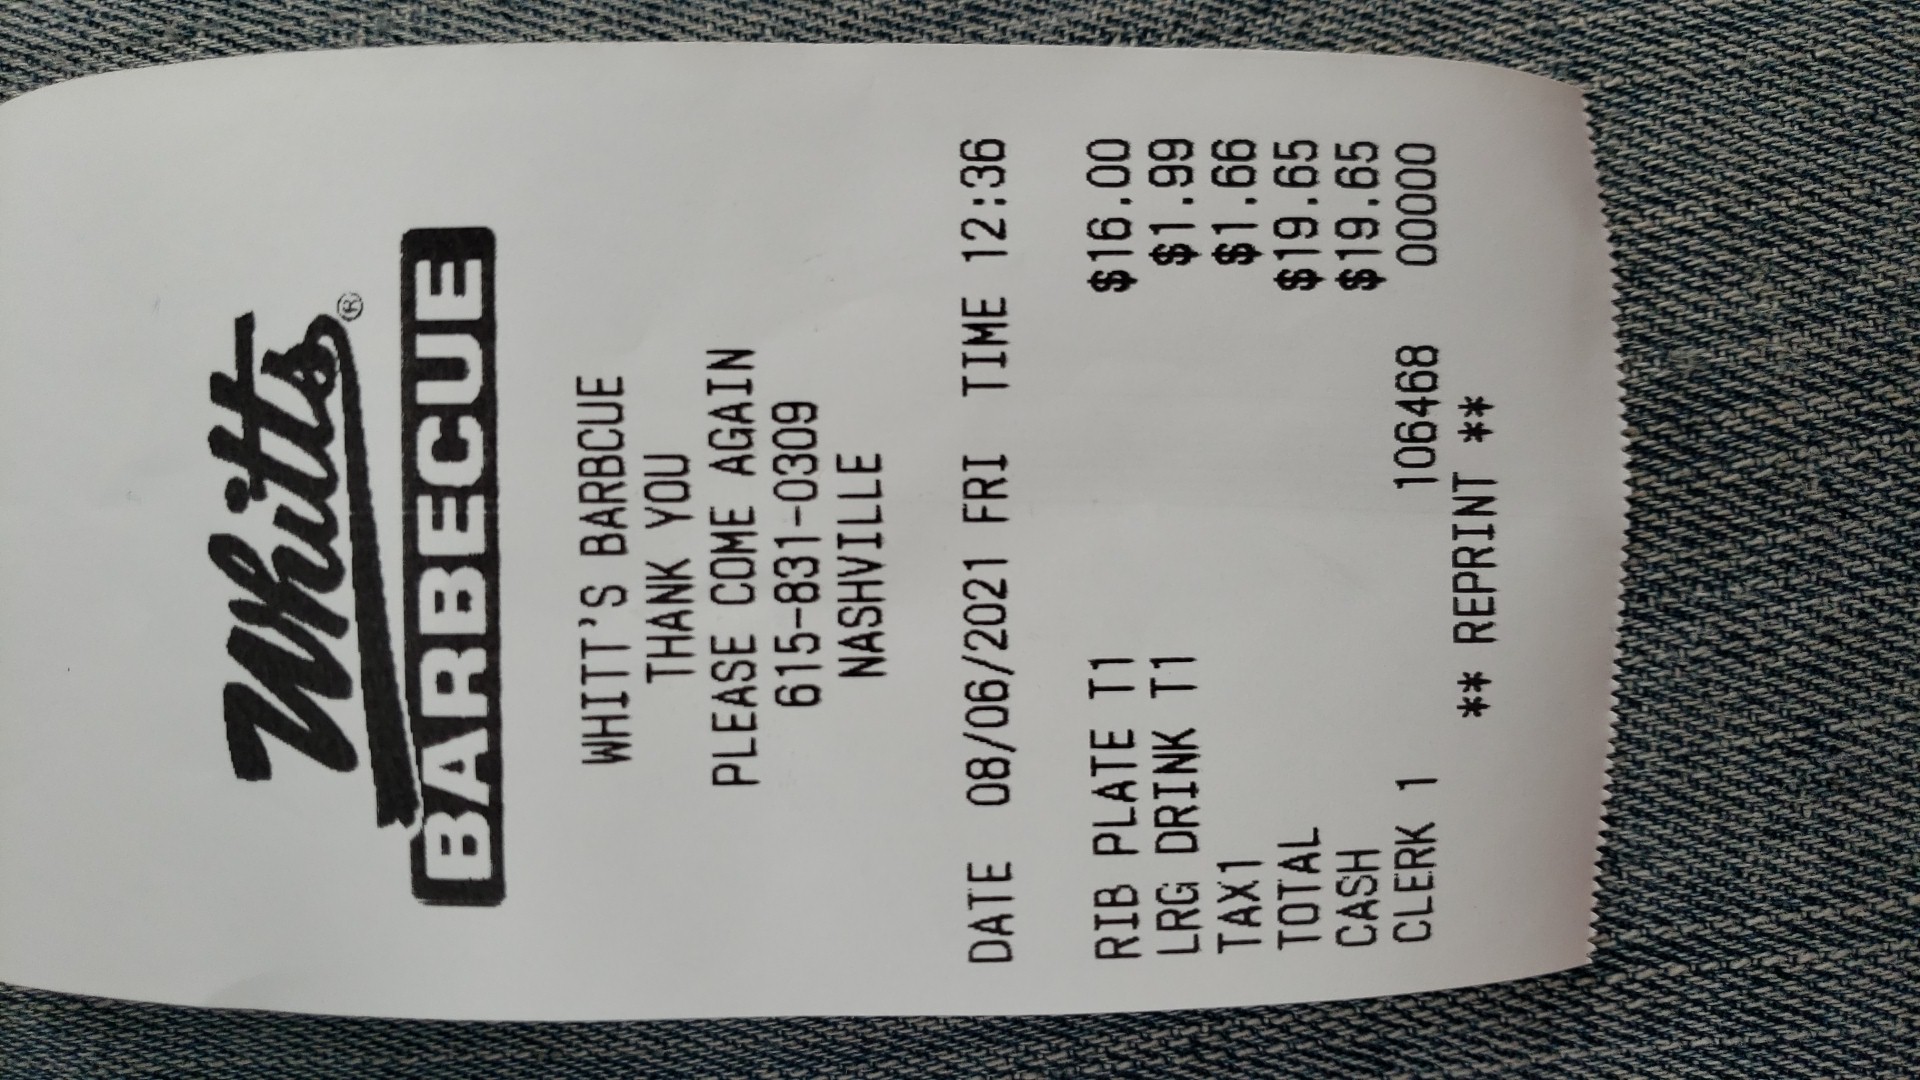 Whitt's®
BARBECUE
WHITT'S BARBCUE
THANK YOU
PLEASE COME AGAIN
615-831-0309
NASHVILLE
DATE 08/06/2021 FRI TIME 12:36
RIB PLATE T1 $16.00
LRG DRINK T1 $1.99
TAX1 $1.66
TOTAL $19.65
CASH $19.65
CLERK 1 106468 00000
** REPRINT **